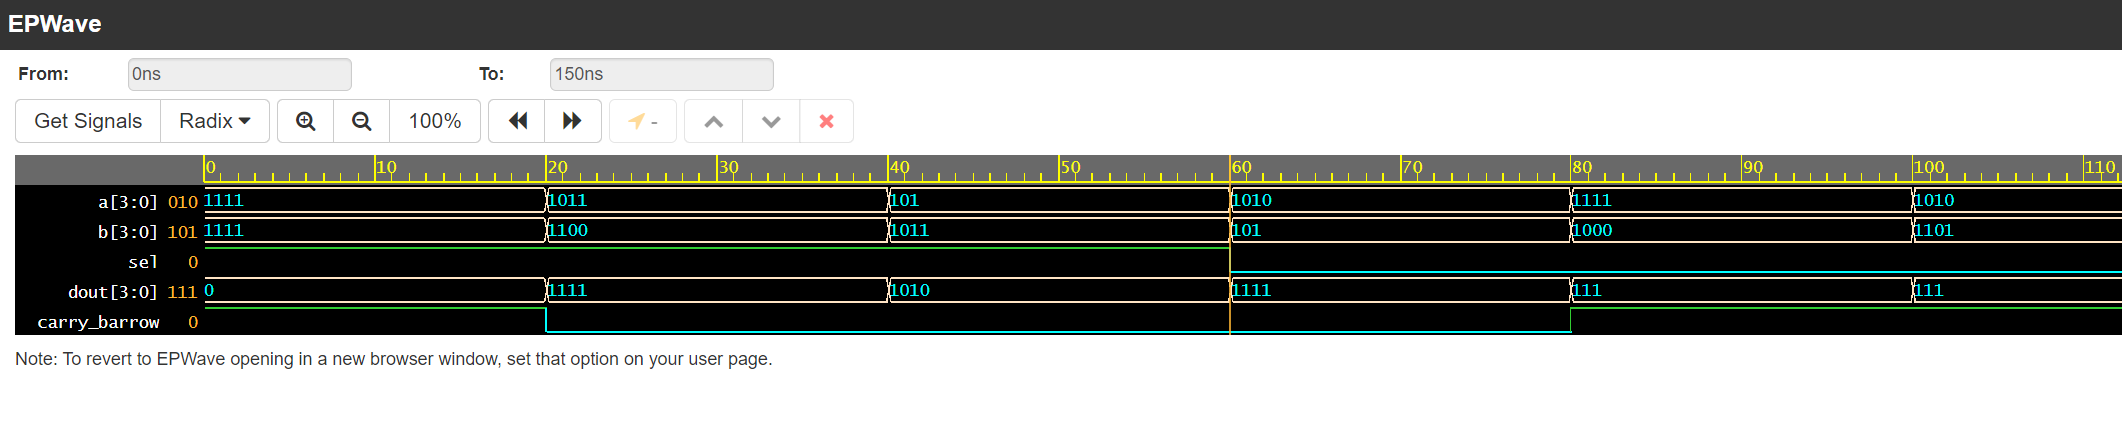 EPWave
From: 0ns To: 150ns
Get Signals Radix 100% -
0 10 20 30 40 50 60 70 80 90 100 110
a[3:0] 010 1111 1011 101 1010 1111 1010
b[3:0] 101 1111 1100 1011 101 1000 1101
sel 0
dout[3:0] 111 0 1111 1010 1111 111 111
carry_barrow 0
Note: To revert to EPWave opening in a new browser window, set that option on your user page.